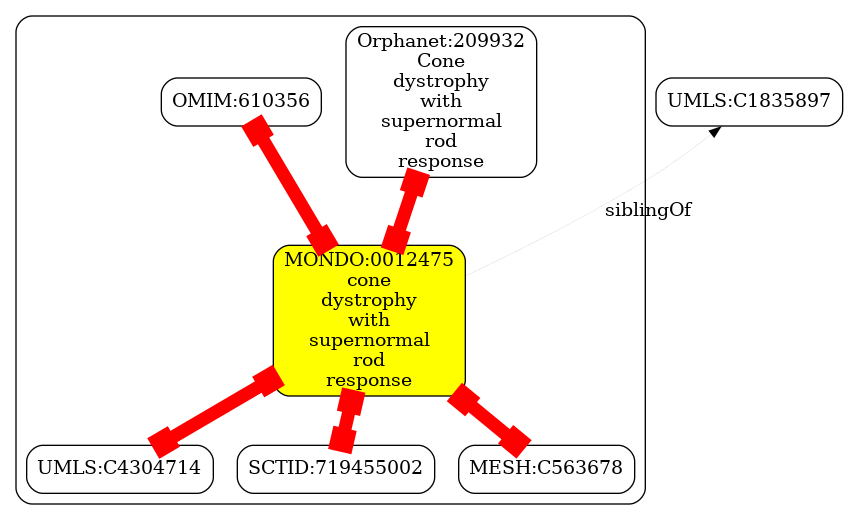 Orphanet:209932
Cone
dystrophy
with
supernormal
rod
response
OMIM:610356
UMLS:C1835897
siblingOf
MONDO:0012475
cone
dystrophy
with
supernormal
rod
response
UMLS:C4304714
SCTID:719455002
MESH:C563678